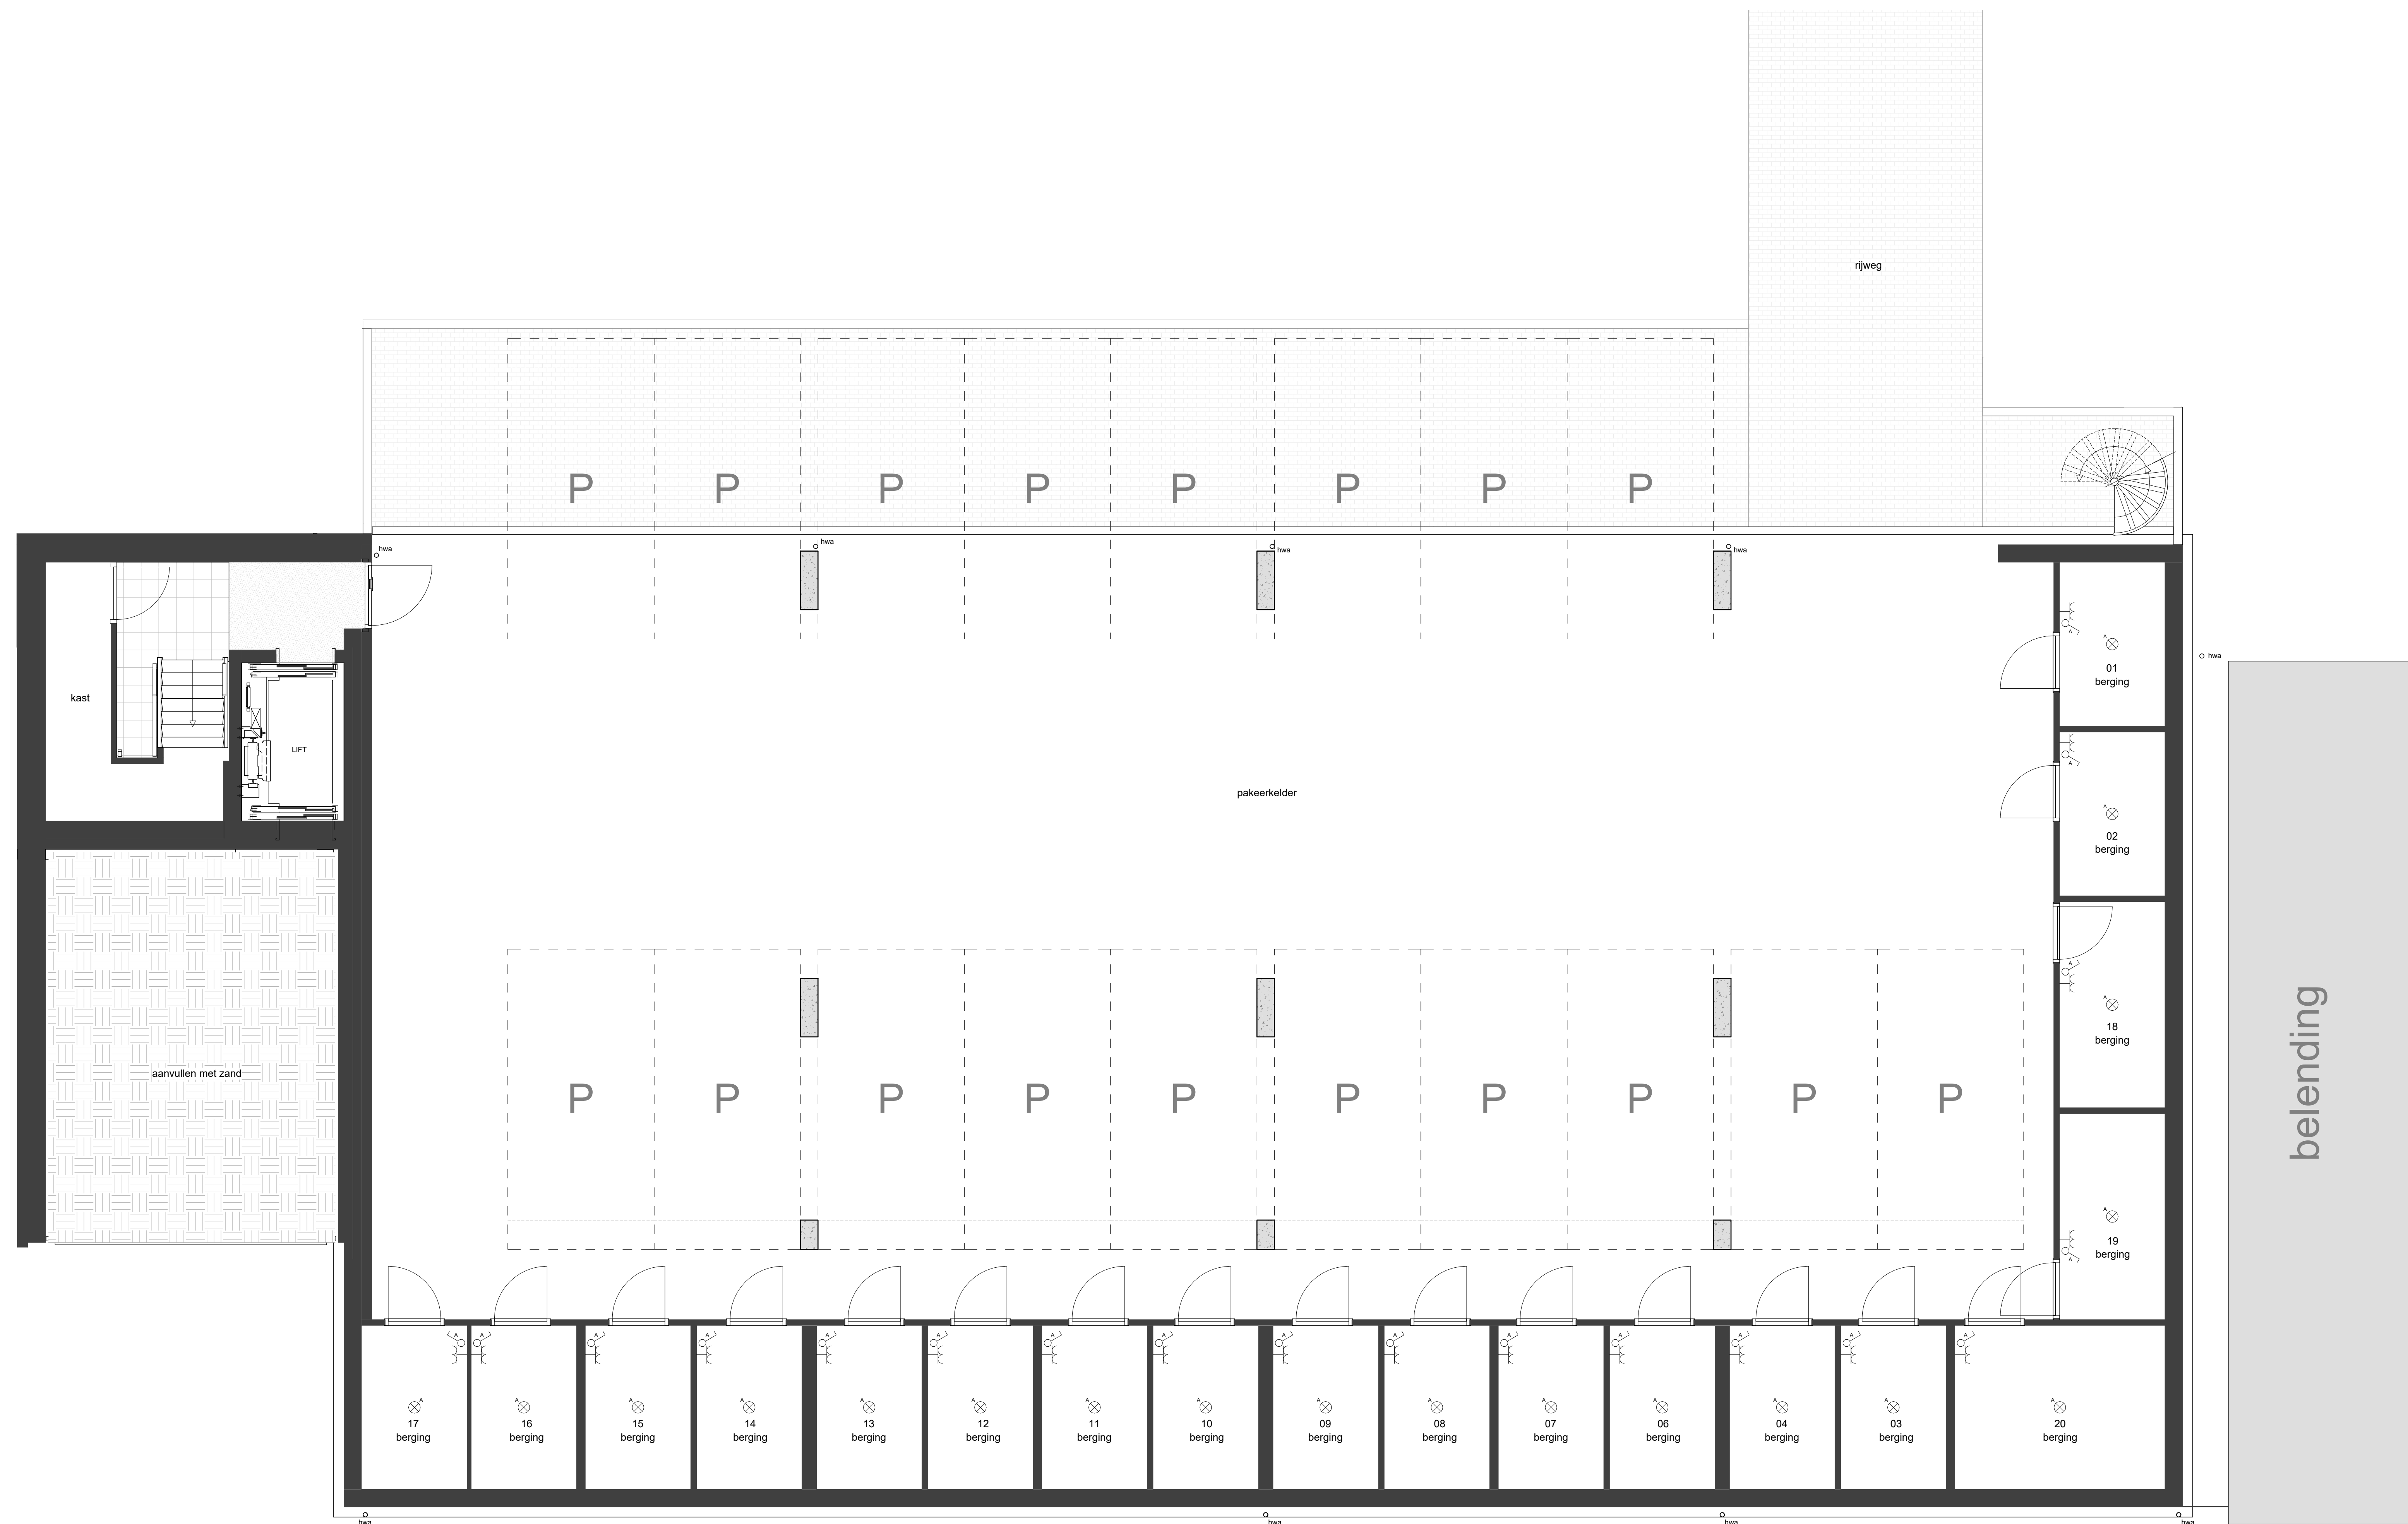 rijweg
P P P P P P P P
hwa
hwa
hwa
hwa
kast
LIFT
A
A
01
berging
hwa
pakeerkelder
A
A
02
berging
A
A
18
berging
belending
aanvullen met zand
P P P P P P P P P P
A
A
19
berging
A A A A A A A A A A A A A A A
A A A A A A A A A A A A A A A
17 16 15 14 13 12 11 10 09 08 07 06 04 03 20
berging berging berging berging berging berging berging berging berging berging berging berging berging berging berging
hwa hwa hwa hwa